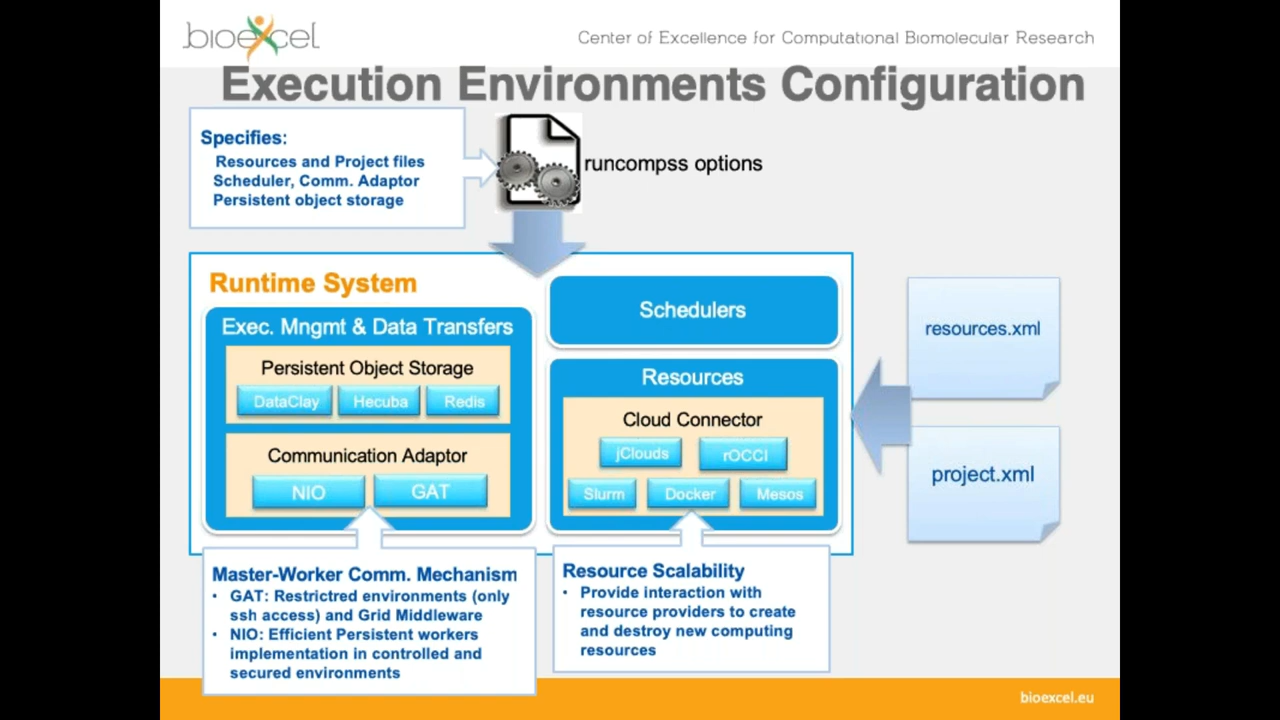 bioexcel
Center of Excellence for Computational Biomolecular Research
Execution Environments Configuration
Specifies:
Resources and Project files
Scheduler, Comm. Adaptor
Persistent object storage
runcompss options
Runtime System
Exec. Mngmt & Data Transfers
Persistent Object Storage
DataClay Hecuba Redis
Communication Adaptor
NIO GAT
Schedulers
Resources
Cloud Connector
jClouds rOCCI
Slurm Docker Mesos
resources.xml
project.xml
Master-Worker Comm. Mechanism
• GAT: Restrictred environments (only
ssh access) and Grid Middleware
• NIO: Efficient Persistent workers
implementation in controlled and
secured environments
Resource Scalability
• Provide interaction with
resource providers to create
and destroy new computing
resources
bioexcel.eu